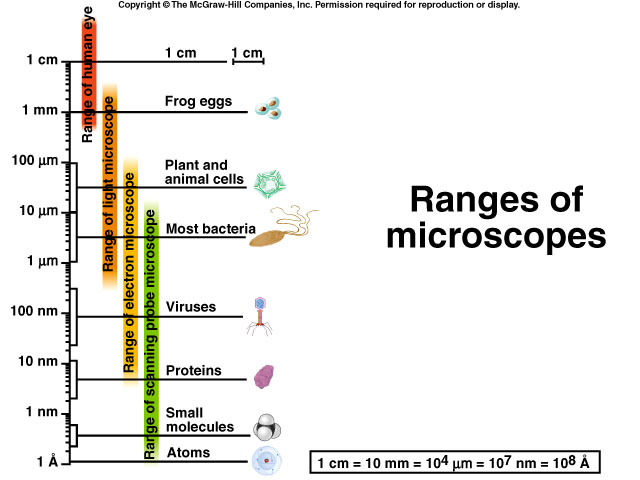 Copyright © The McGraw-Hill Companies, Inc. Permission required for reproduction or display.
Range of human eye
Range of light microscope
Range of electron microscope
Range of scanning probe microscope
1 cm
1 cm
1 cm
1 mm
Frog eggs
100 µm
Plant and
animal cells
10 µm
Most bacteria
1 µm
Viruses
100 nm
10 nm
Proteins
1 nm
Small
molecules
Atoms
1 Å
Ranges of
microscopes
1 cm = 10 mm = 10⁴ µm = 10⁷ nm = 10⁸ Å